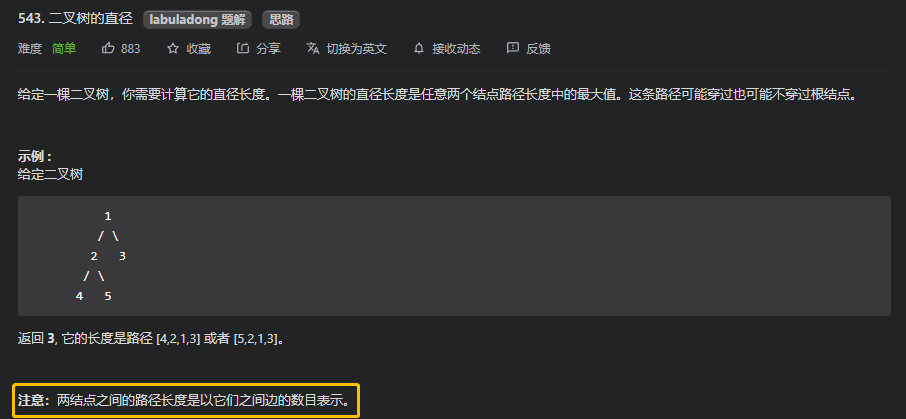 543. 二叉树的直径 labuladong 题解 思路
难度 简单 883 收藏 分享 切换为英文 接收动态 反馈
给定一棵二叉树，你需要计算它的直径长度。一棵二叉树的直径长度是任意两个结点路径长度中的最大值。这条路径可能穿过也可能不穿过根结点。
示例 :
给定二叉树
1
/ \
2 3
/ \
4 5
返回 3, 它的长度是路径 [4,2,1,3] 或者 [5,2,1,3]。
注意：两结点之间的路径长度是以它们之间边的数目表示。